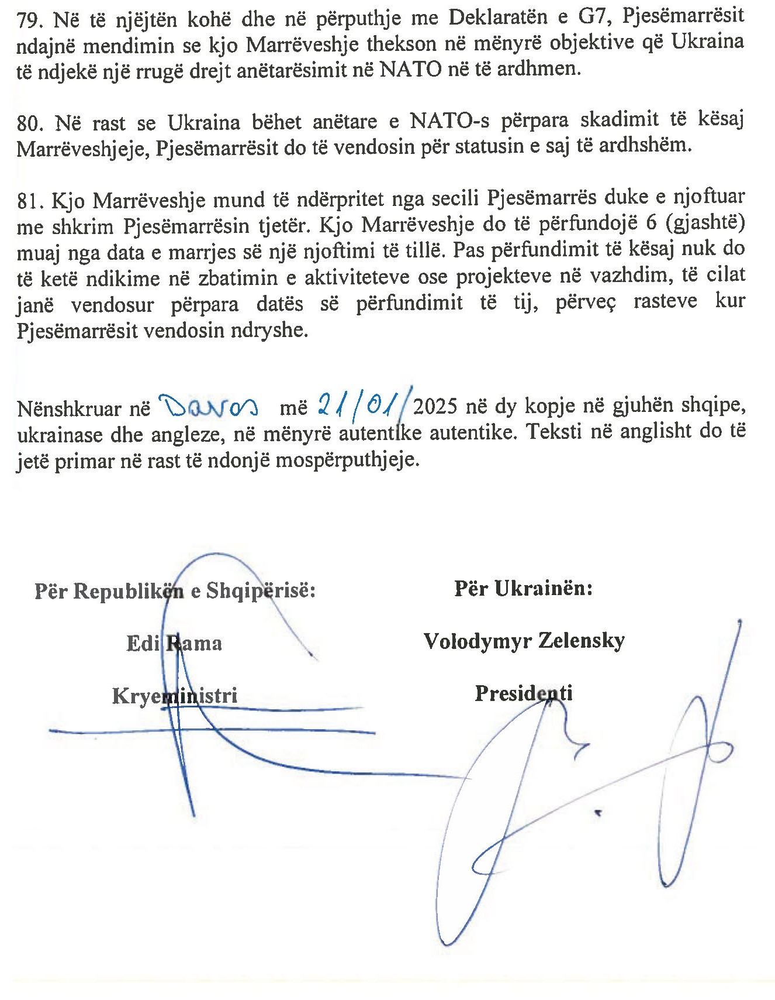 79. Në të njëjtën kohë dhe në përputhje me Deklaratën e G7, Pjesëmarrësit
ndajnë mendimin se kjo Marrëveshje thekson në mënyrë objektive që Ukraina
të ndjekë një rrugë drejt anëtarësimit në NATO në të ardhmen.
80. Në rast se Ukraina bëhet anëtare e NATO-s përpara skadimit të kësaj
Marrëveshjeje, Pjesëmarrësit do të vendosin për statusin e saj të ardhshëm.
81. Kjo Marrëveshje mund të ndërpritet nga secili Pjesëmarrës duke e njoftuar
me shkrim Pjesëmarrësin tjetër. Kjo Marrëveshje do të përfundojë 6 (gjashtë)
muaj nga data e marrjes së një njoftimi të tillë. Pas përfundimit të kësaj nuk do
të ketë ndikime në zbatimin e aktiviteteve ose projekteve në vazhdim, të cilat
janë vendosur përpara datës së përfundimit të tij, përveç rasteve kur
Pjesëmarrësit vendosin ndryshe.
Nënshkruar në Davos më 21/01/2025 në dy kopje në gjuhën shqipe,
ukrainase dhe angleze, në mënyrë autentike autentike. Teksti në anglisht do të
jetë primar në rast të ndonjë mospërputhjeje.
Për Republikën e Shqipërisë: Për Ukrainën:
Edi Rama Volodymyr Zelensky
Kryeministri Presidenti